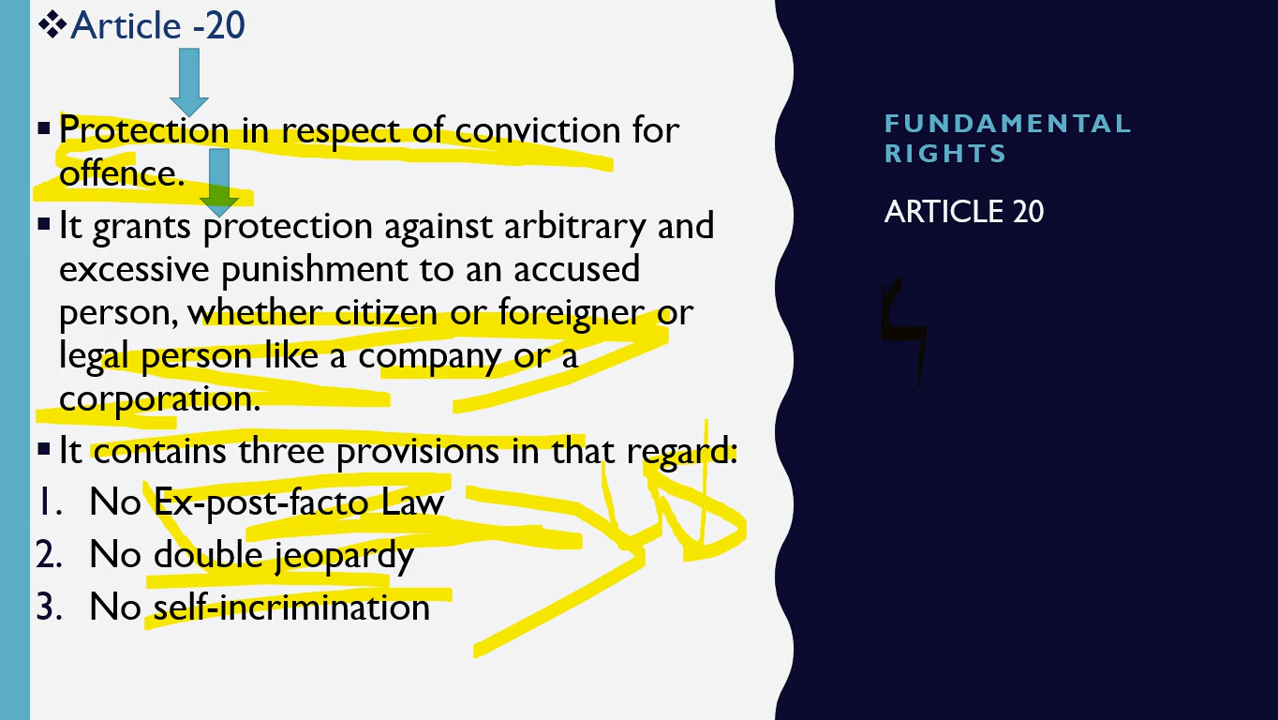 ❖Article -20
▪Protection in respect of conviction for
offence.
▪It grants protection against arbitrary and
excessive punishment to an accused
person, whether citizen or foreigner or
legal person like a company or a
corporation.
▪It contains three provisions in that regard:
1. No Ex-post-facto Law
2. No double jeopardy
3. No self-incrimination
FUNDAMENTAL
RIGHTS
ARTICLE 20